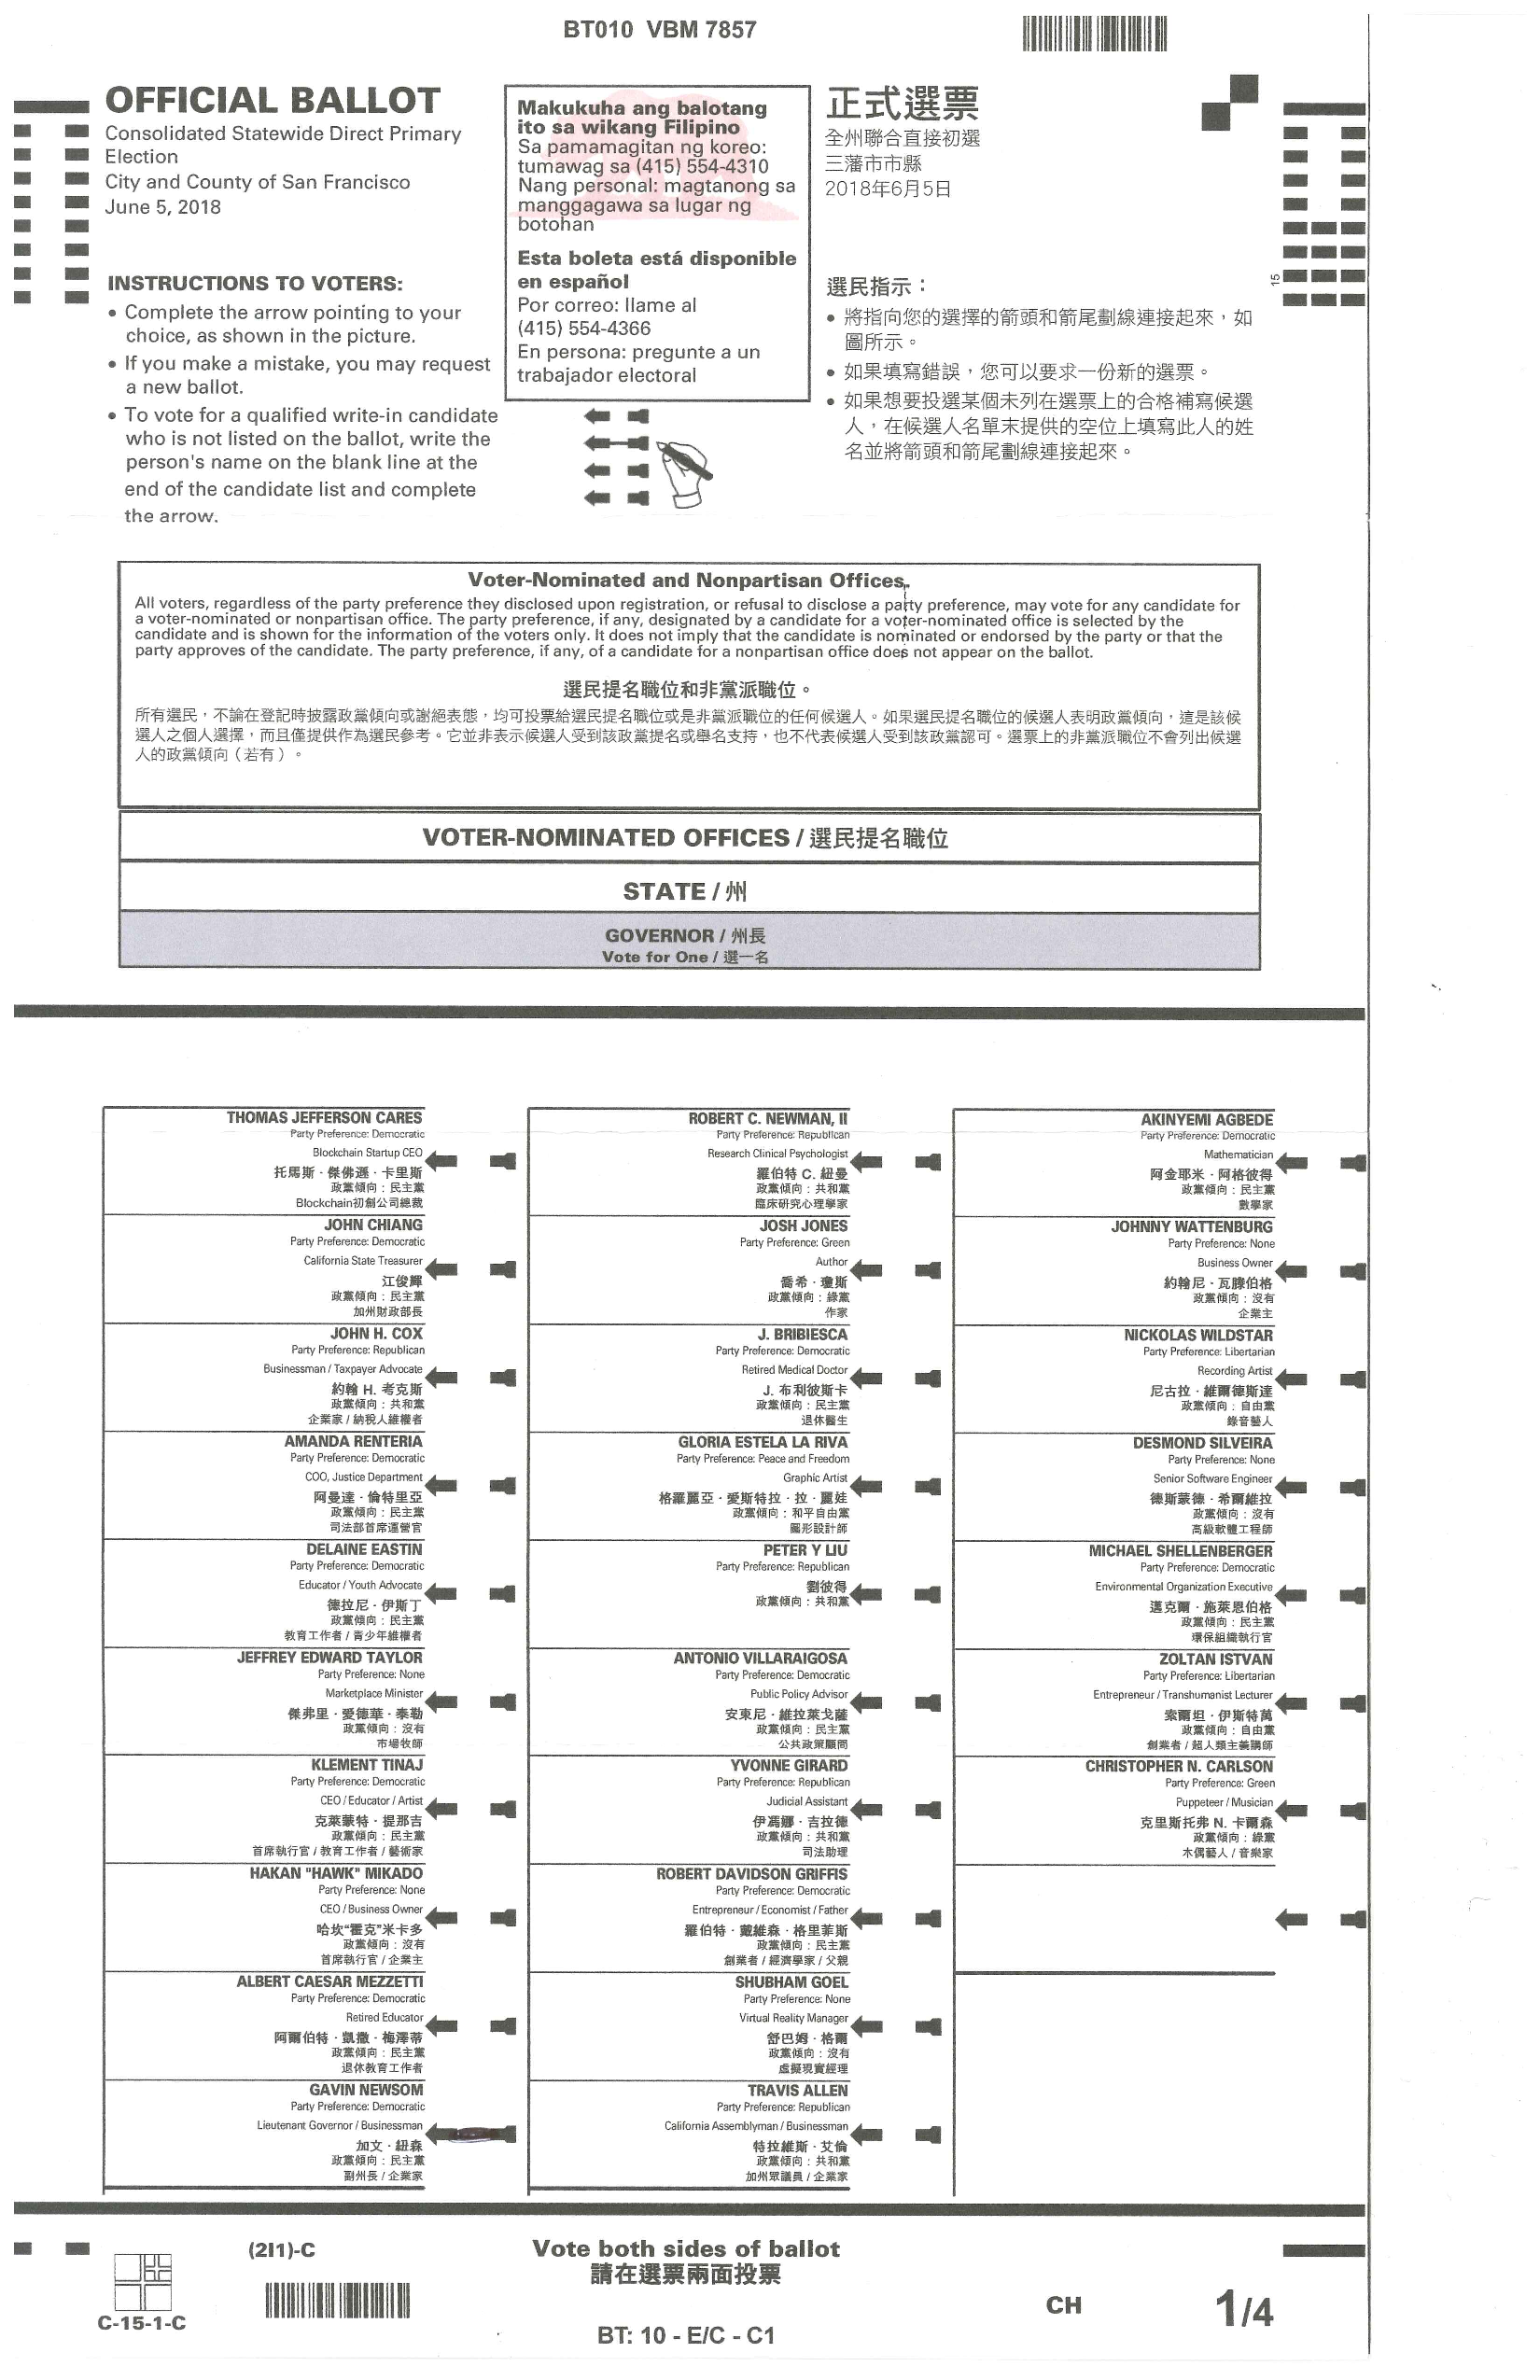 BT010 VBM 7857
OFFICIAL BALLOT
Consolidated Statewide Direct Primary
Election
City and County of San Francisco
June 5, 2018
INSTRUCTIONS TO VOTERS:
• Complete the arrow pointing to your
choice, as shown in the picture.
• If you make a mistake, you may request
a new ballot.
• To vote for a qualified write-in candidate
who is not listed on the ballot, write the
person's name on the blank line at the
end of the candidate list and complete
the arrow.
Makukuha ang balotang
ito sa wikang Filipino
Sa pamamagitan ng koreo:
tumawag sa (415) 554-4310
Nang personal: magtanong sa
manggagawa sa lugar ng
botohan
Esta boleta está disponible
en español
Por correo: llame al
(415) 554-4366
En persona: pregunte a un
trabajador electoral
正式選票
全州聯合直接初選
三藩市市縣
2018年6月5日
選民指示：
• 將指向您的選擇的箭頭和箭尾劃線連接起來，如
圖所示。
• 如果填寫錯誤，您可以要求一份新的選票。
• 如果想要投選某個未列在選票上的合格補寫候選
人，在候選人名單末提供的空位上填寫此人的姓
名並將箭頭和箭尾劃線連接起來。
15
Voter-Nominated and Nonpartisan Offices.
All voters, regardless of the party preference they disclosed upon registration, or refusal to disclose a party preference, may vote for any candidate for
a voter-nominated or nonpartisan office. The party preference, if any, designated by a candidate for a voter-nominated office is selected by the
candidate and is shown for the information of the voters only. It does not imply that the candidate is nominated or endorsed by the party or that the
party approves of the candidate. The party preference, if any, of a candidate for a nonpartisan office does not appear on the ballot.
選民提名職位和非黨派職位。
所有選民，不論在登記時披露政黨傾向或謝絕表態，均可投票給選民提名職位或是非黨派職位的任何候選人。如果選民提名職位的候選人表明政黨傾向，這是該候
選人之個人選擇，而且僅提供作為選民參考。它並非表示候選人受到該政黨提名或舉名支持，也不代表候選人受到該政黨認可。選票上的非黨派職位不會列出候選
人的政黨傾向（若有）。
VOTER-NOMINATED OFFICES / 選民提名職位
STATE / 州
GOVERNOR / 州長
Vote for One / 選一名
THOMAS JEFFERSON CARES
Party Preference: Democratic
Blockchain Startup CEO
托馬斯·傑佛遜·卡里斯
政黨傾向：民主黨
Blockchain初創公司總裁
JOHN CHIANG
Party Preference: Democratic
California State Treasurer
江俊輝
政黨傾向：民主黨
加州財政部長
JOHN H. COX
Party Preference: Republican
Businessman / Taxpayer Advocate
約翰 H. 考克斯
政黨傾向：共和黨
企業家 / 納稅人維權者
AMANDA RENTERIA
Party Preference: Democratic
COO, Justice Department
阿曼達·倫特里亞
政黨傾向：民主黨
司法部首席運營官
DELAINE EASTIN
Party Preference: Democratic
Educator / Youth Advocate
德拉尼·伊斯丁
政黨傾向：民主黨
教育工作者 / 青少年維權者
JEFFREY EDWARD TAYLOR
Party Preference: None
Marketplace Minister
傑弗里·愛德華·泰勒
政黨傾向：沒有
市場牧師
KLEMENT TINAJ
Party Preference: Democratic
CEO / Educator / Artist
克萊蒙特·提那吉
政黨傾向：民主黨
首席執行官 / 教育工作者 / 藝術家
HAKAN "HAWK" MIKADO
Party Preference: None
CEO / Business Owner
哈坎“霍克”米卡多
政黨傾向：沒有
首席執行官 / 企業主
ALBERT CAESAR MEZZETTI
Party Preference: Democratic
Retired Educator
阿爾伯特·凱撒·梅澤蒂
政黨傾向：民主黨
退休教育工作者
GAVIN NEWSOM
Party Preference: Democratic
Lieutenant Governor / Businessman
加文·紐森
政黨傾向：民主黨
副州長 / 企業家
ROBERT C. NEWMAN, II
Party Preference: Republican
Research Clinical Psychologist
羅伯特 C. 紐曼
政黨傾向：共和黨
臨床研究心理學家
JOSH JONES
Party Preference: Green
Author
喬希·瓊斯
政黨傾向：綠黨
作家
J. BRIBIESCA
Party Preference: Democratic
Retired Medical Doctor
J. 布利彼斯卡
政黨傾向：民主黨
退休醫生
GLORIA ESTELA LA RIVA
Party Preference: Peace and Freedom
Graphic Artist
格羅麗亞·愛斯特拉·拉·麗娃
政黨傾向：和平自由黨
圖形設計師
PETER Y LIU
Party Preference: Republican
劉彼得
政黨傾向：共和黨
ANTONIO VILLARAIGOSA
Party Preference: Democratic
Public Policy Advisor
安東尼·維拉萊戈薩
政黨傾向：民主黨
公共政策顧問
YVONNE GIRARD
Party Preference: Republican
Judicial Assistant
伊馮娜·吉拉德
政黨傾向：共和黨
司法助理
ROBERT DAVIDSON GRIFFIS
Party Preference: Democratic
Entrepreneur / Economist / Father
羅伯特·戴維森·格里菲斯
政黨傾向：民主黨
創業者 / 經濟學家 / 父親
SHUBHAM GOEL
Party Preference: None
Virtual Reality Manager
舒巴姆·格爾
政黨傾向：沒有
虛擬現實經理
TRAVIS ALLEN
Party Preference: Republican
California Assemblyman / Businessman
特拉維斯·艾倫
政黨傾向：共和黨
加州眾議員 / 企業家
AKINYEMI AGBEDE
Party Preference: Democratic
Mathematician
阿金耶米·阿格彼得
政黨傾向：民主黨
數學家
JOHNNY WATTENBURG
Party Preference: None
Business Owner
約翰尼·瓦滕伯格
政黨傾向：沒有
企業主
NICKOLAS WILDSTAR
Party Preference: Libertarian
Recording Artist
尼古拉·維爾德斯達
政黨傾向：自由黨
錄音藝人
DESMOND SILVEIRA
Party Preference: None
Senior Software Engineer
德斯蒙德·希爾維拉
政黨傾向：沒有
高級軟體工程師
MICHAEL SHELLENBERGER
Party Preference: Democratic
Environmental Organization Executive
邁克爾·施萊恩伯格
政黨傾向：民主黨
環保組織執行官
ZOLTAN ISTVAN
Party Preference: Libertarian
Entrepreneur / Transhumanist Lecturer
索爾坦·伊斯特萬
政黨傾向：自由黨
創業者 / 超人類主義講師
CHRISTOPHER N. CARLSON
Party Preference: Green
Puppeteer / Musician
克里斯托弗 N. 卡爾森
政黨傾向：綠黨
木偶藝人 / 音樂家
(2I1)-C
Vote both sides of ballot
請在選票兩面投票
C-15-1-C
CH
1/4
BT: 10 - E/C - C1